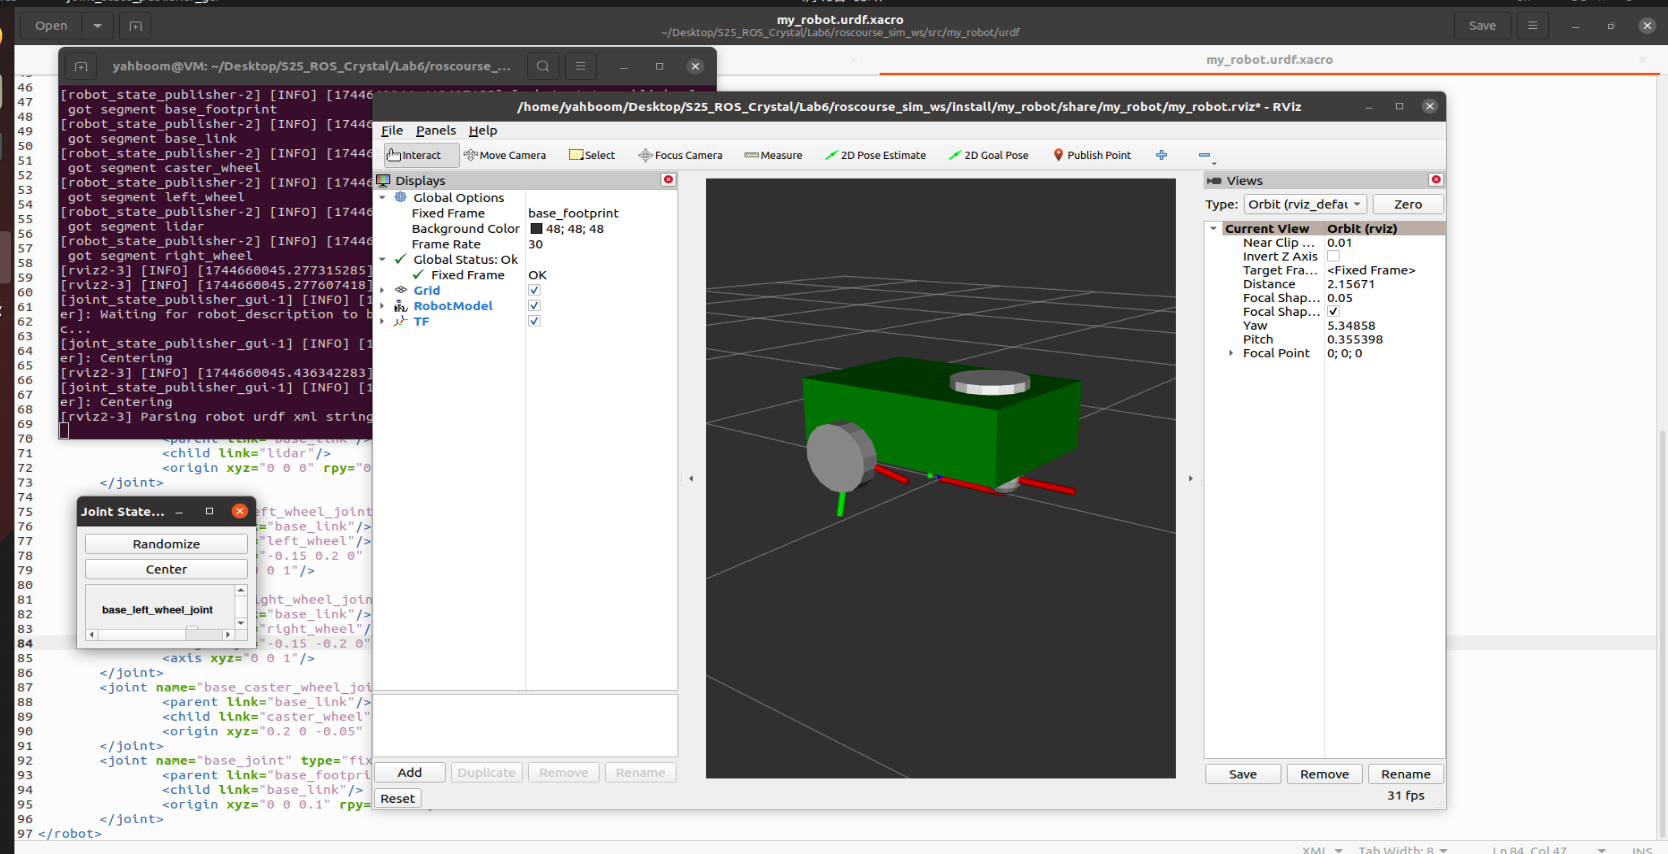 Open
my_robot.urdf.xacro
~/Desktop/S25_ROS_Crystal/Lab6/roscourse_sim_ws/src/my_robot/urdf
Save
my_robot.urdf.xacro
yahboom@VM: ~/Desktop/S25_ROS_Crystal/Lab6/roscourse_...
46
47
48
49
50
51
52
53
54
55
56
57
58
59
60
61
62
63
64
65
66
67
68
69
[robot_state_publisher-2] [INFO] [1744
got segment base_footprint
[robot_state_publisher-2] [INFO] [1744
got segment base_link
[robot_state_publisher-2] [INFO] [1744
got segment caster_wheel
[robot_state_publisher-2] [INFO] [1744
got segment left_wheel
[robot_state_publisher-2] [INFO] [1744
got segment lidar
[robot_state_publisher-2] [INFO] [1744
got segment right_wheel
[rviz2-3] [INFO] [1744660045.277315285]
[rviz2-3] [INFO] [1744660045.277607418]
[joint_state_publisher_gui-1] [INFO] [1
er]: Waiting for robot_description to b
c...
[joint_state_publisher_gui-1] [INFO] [1
er]: Centering
[rviz2-3] [INFO] [1744660045.436342283]
[joint_state_publisher_gui-1] [INFO] [1
er]: Centering
[rviz2-3] Parsing robot urdf xml string
70 <parent link="base_link"/>
71 <child link="lidar"/>
72 <origin xyz="0 0 0" rpy="0
73 </joint>
74
75 eft_wheel_joint
76 ="base_link"/>
77 "left_wheel"/>
78 "-0.15 0.2 0"
79 0 1"/>
80
81 ght_wheel_join
82 ="base_link"/>
83 "right_wheel"/
84 "-0.15 -0.2 0"
85 <axis xyz="0 0 1"/>
86 </joint>
87 <joint name="base_caster_wheel_joi
88 <parent link="base_link"/>
89 <child link="caster_wheel"
90 <origin xyz="0.2 0 -0.05"
91 </joint>
92 <joint name="base_joint" type="fix
93 <parent link="base_footpri
94 <child link="base_link"/>
95 <origin xyz="0 0 0.1" rpy=
96 </joint>
97 </robot>
Joint State...
Randomize
Center
base_left_wheel_joint
/home/yahboom/Desktop/S25_ROS_Crystal/Lab6/roscourse_sim_ws/install/my_robot/share/my_robot/my_robot.rviz* - RViz
File Panels Help
Interact Move Camera Select Focus Camera Measure 2D Pose Estimate 2D Goal Pose Publish Point
Displays
Global Options
Fixed Frame base_footprint
Background Color 48; 48; 48
Frame Rate 30
Global Status: Ok
Fixed Frame OK
Grid
RobotModel
TF
Add Duplicate Remove Rename
Reset
Views
Type: Orbit (rviz_defau Zero
Current View Orbit (rviz)
Near Clip ... 0.01
Invert Z Axis
Target Fra... <Fixed Frame>
Distance 2.15671
Focal Shap... 0.05
Focal Shap...
Yaw 5.34858
Pitch 0.355398
Focal Point 0; 0; 0
Save Remove Rename
31 fps
XML Tab Width: 8 Ln 84, Col 47 INS